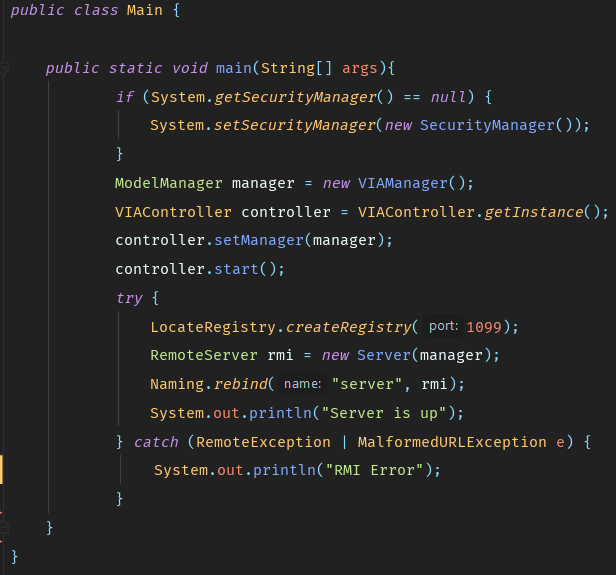 public class Main {
public static void main(String[] args){
if (System.getSecurityManager() == null) {
System.setSecurityManager(new SecurityManager());
}
ModelManager manager = new VIAManager();
VIAController controller = VIAController.getInstance();
controller.setManager(manager);
controller.start();
try {
LocateRegistry.createRegistry( port: 1099);
RemoteServer rmi = new Server(manager);
Naming.rebind( name: "server", rmi);
System.out.println("Server is up");
} catch (RemoteException | MalformedURLException e) {
System.out.println("RMI Error");
}
}
}